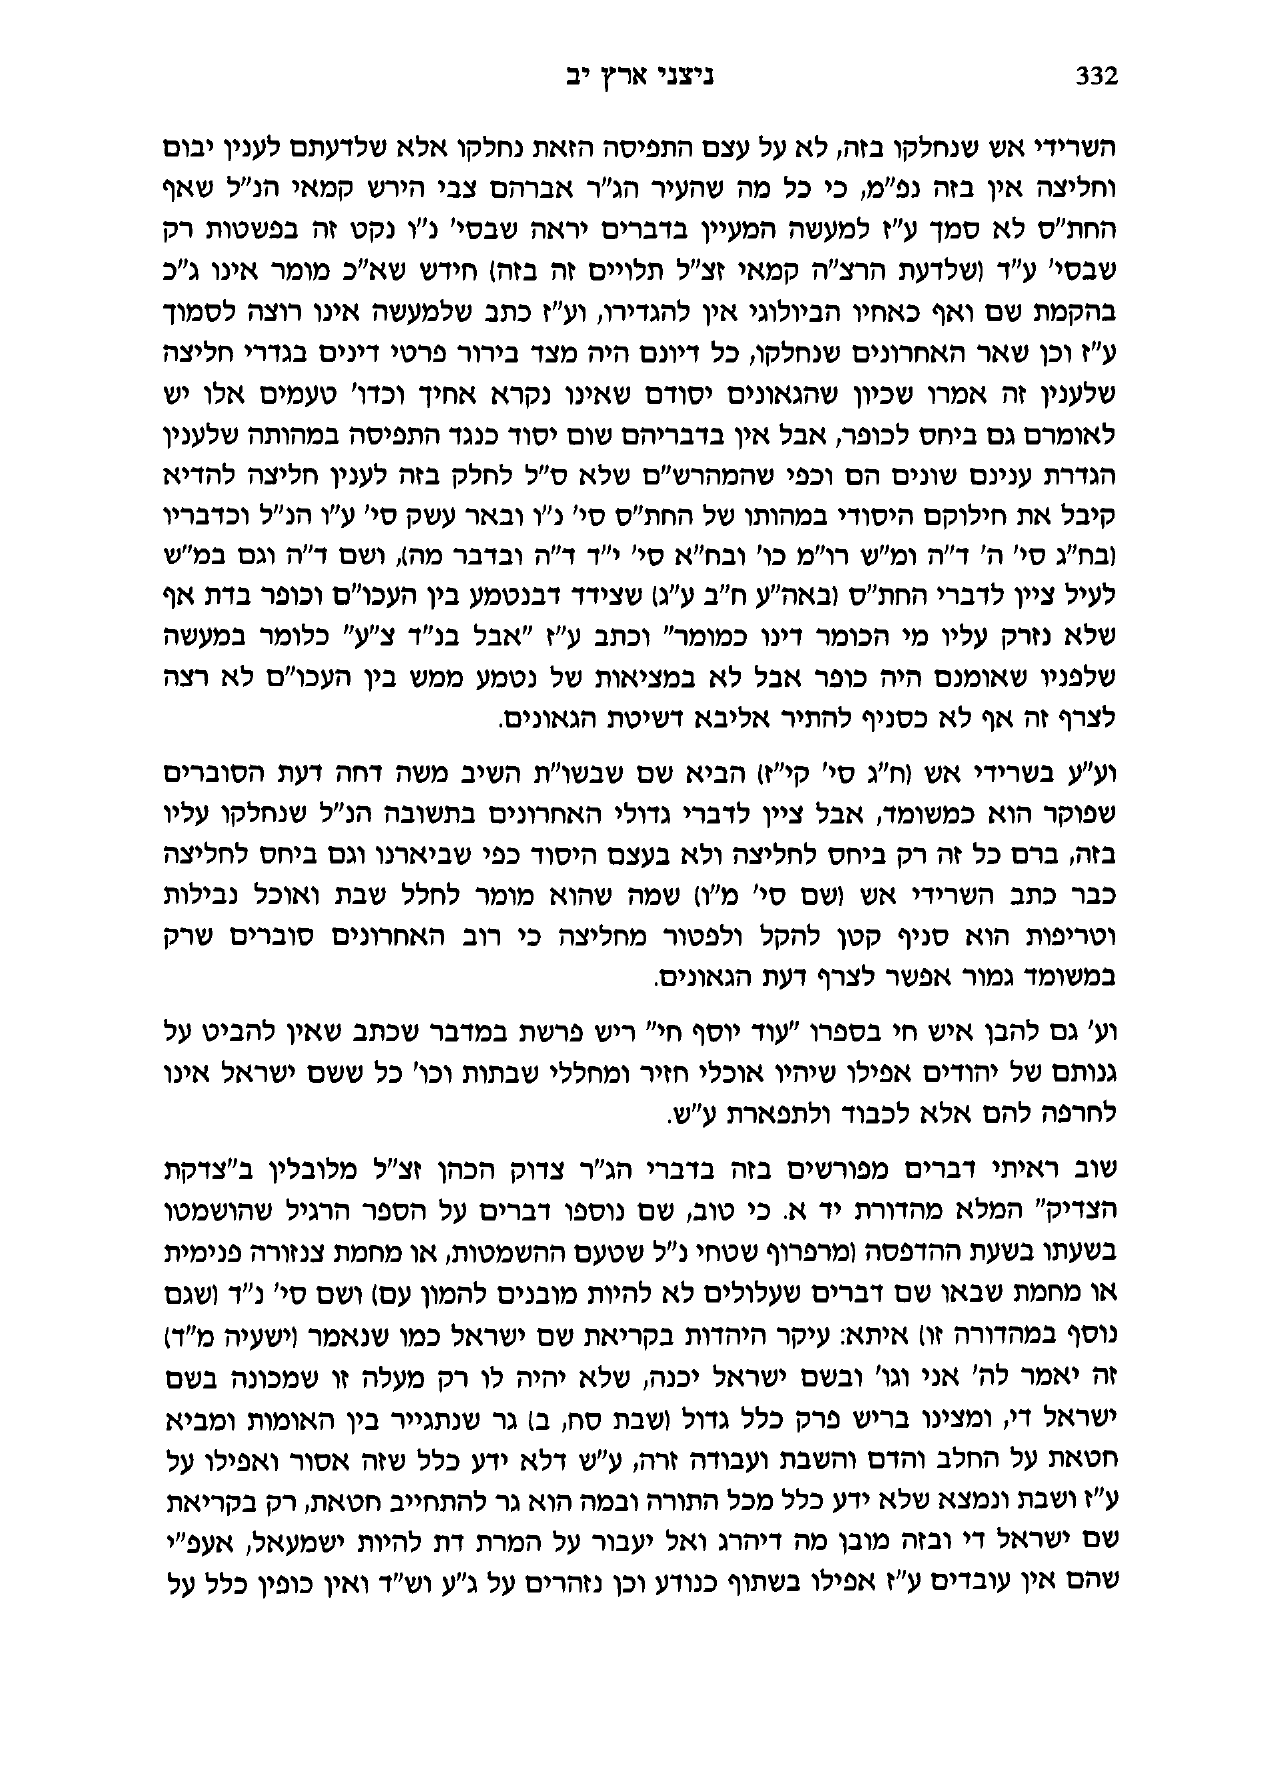 332
ניצני ארץ יב
השרידי אש שנחלקו בזה, לא על עצם התפיסה הזאת נחלקו אלא שלדעתם לענין יבום
וחליצה אין בזה נפ"מ, כי כל מה שהעיר הג"ר אברהם צבי הירש קמאי הנ"ל שאף
החת"ס לא סמך ע"ז למעשה המעיין בדברים יראה שבסי' נ"ו נקט זה בפשטות רק
שבסי' ע"ד (שלדעת הרצ"ה קמאי זצ"ל תלויים זה בזה) חידש שא"כ מומר אינו ג"כ
בהקמת שם ואף כאחיו הביולוגי אין להגדירו, וע"ז כתב שלמעשה אינו רוצה לסמוך
ע"ז וכן שאר האחרונים שנחלקו, כל דיונם היה מצד בירור פרטי דינים בגדרי חליצה
שלענין זה אמרו שכיון שהגאונים יסודם שאינו נקרא אחיך וכדו' טעמים אלו יש
לאומרם גם ביחס לכופר, אבל אין בדבריהם שום יסוד כנגד התפיסה במהותה שלענין
הגדרת ענינם שונים הם וכפי שהמהרש"ם שלא ס"ל לחלק בזה לענין חליצה להדיא
קיבל את חילוקם היסודי במהותו של החת"ס סי' נ"ו ובאר עשק סי' ע"ו הנ"ל וכדבריו
(בח"ג סי' ה' ד"ה ומ"ש רו"מ כו' ובח"א סי' י"ד ד"ה ובדבר מה), ושם ד"ה וגם במ"ש
לעיל ציין לדברי החת"ס (באה"ע ח"ב ע"ג) שצידד דבנטמע בין העכו"ם וכופר בדת אף
שלא נזרק עליו מי הכומר דינו כמומר" וכתב ע"ז "אבל בנ"ד צ"ע" כלומר במעשה
שלפניו שאומנם היה כופר אבל לא במציאות של נטמע ממש בין העכו"ם לא רצה
לצרף זה אף לא כסניף להתיר אליבא דשיטת הגאונים.
וע"ע בשרידי אש (ח"ג סי' קי"ז) הביא שם שבשו"ת השיב משה דחה דעת הסוברים
שפוקר הוא כמשומד, אבל ציין לדברי גדולי האחרונים בתשובה הנ"ל שנחלקו עליו
בזה, ברם כל זה רק ביחס לחליצה ולא בעצם היסוד כפי שביארנו וגם ביחס לחליצה
כבר כתב השרידי אש (שם סי' מ"ו) שמה שהוא מומר לחלל שבת ואוכל נבילות
וטריפות הוא סניף קטן להקל ולפטור מחליצה כי רוב האחרונים סוברים שרק
במשומד גמור אפשר לצרף דעת הגאונים.
וע' גם להבן איש חי בספרו "עוד יוסף חי" ריש פרשת במדבר שכתב שאין להביט על
גנותם של יהודים אפילו שיהיו אוכלי חזיר ומחללי שבתות וכו' כל ששם ישראל אינו
לחרפה להם אלא לכבוד ולתפארת ע"ש.
שוב ראיתי דברים מפורשים בזה בדברי הג"ר צדוק הכהן זצ"ל מלובלין ב"צדקת
הצדיק" המלא מהדורת יד א. כי טוב, שם נוספו דברים על הספר הרגיל שהושמטו
בשעתו בשעת ההדפסה (מרפרוף שטחי נ"ל שטעם ההשמטות, או מחמת צנזורה פנימית
או מחמת שבאו שם דברים שעלולים לא להיות מובנים להמון עם) ושם סי' נ"ד (שגם
נוסף במהדורה זו) איתא: עיקר היהדות בקריאת שם ישראל כמו שנאמר (ישעיה מ"ד)
זה יאמר לה' אני וגו' ובשם ישראל יכנה, שלא יהיה לו רק מעלה זו שמכונה בשם
ישראל די, ומצינו בריש פרק כלל גדול (שבת סח, ב) גר שנתגייר בין האומות ומביא
חטאת על החלב והדם והשבת ועבודה זרה, ע"ש דלא ידע כלל שזה אסור ואפילו על
ע"ז ושבת ונמצא שלא ידע כלל מכל התורה ובמה הוא גר להתחייב חטאת, רק בקריאת
שם ישראל די ובזה מובן מה דיהרג ואל יעבור על המרת דת להיות ישמעאל, אעפ"י
שהם אין עובדים ע"ז אפילו בשתוף כנודע וכן נזהרים על ג"ע וש"ד ואין כופין כלל על